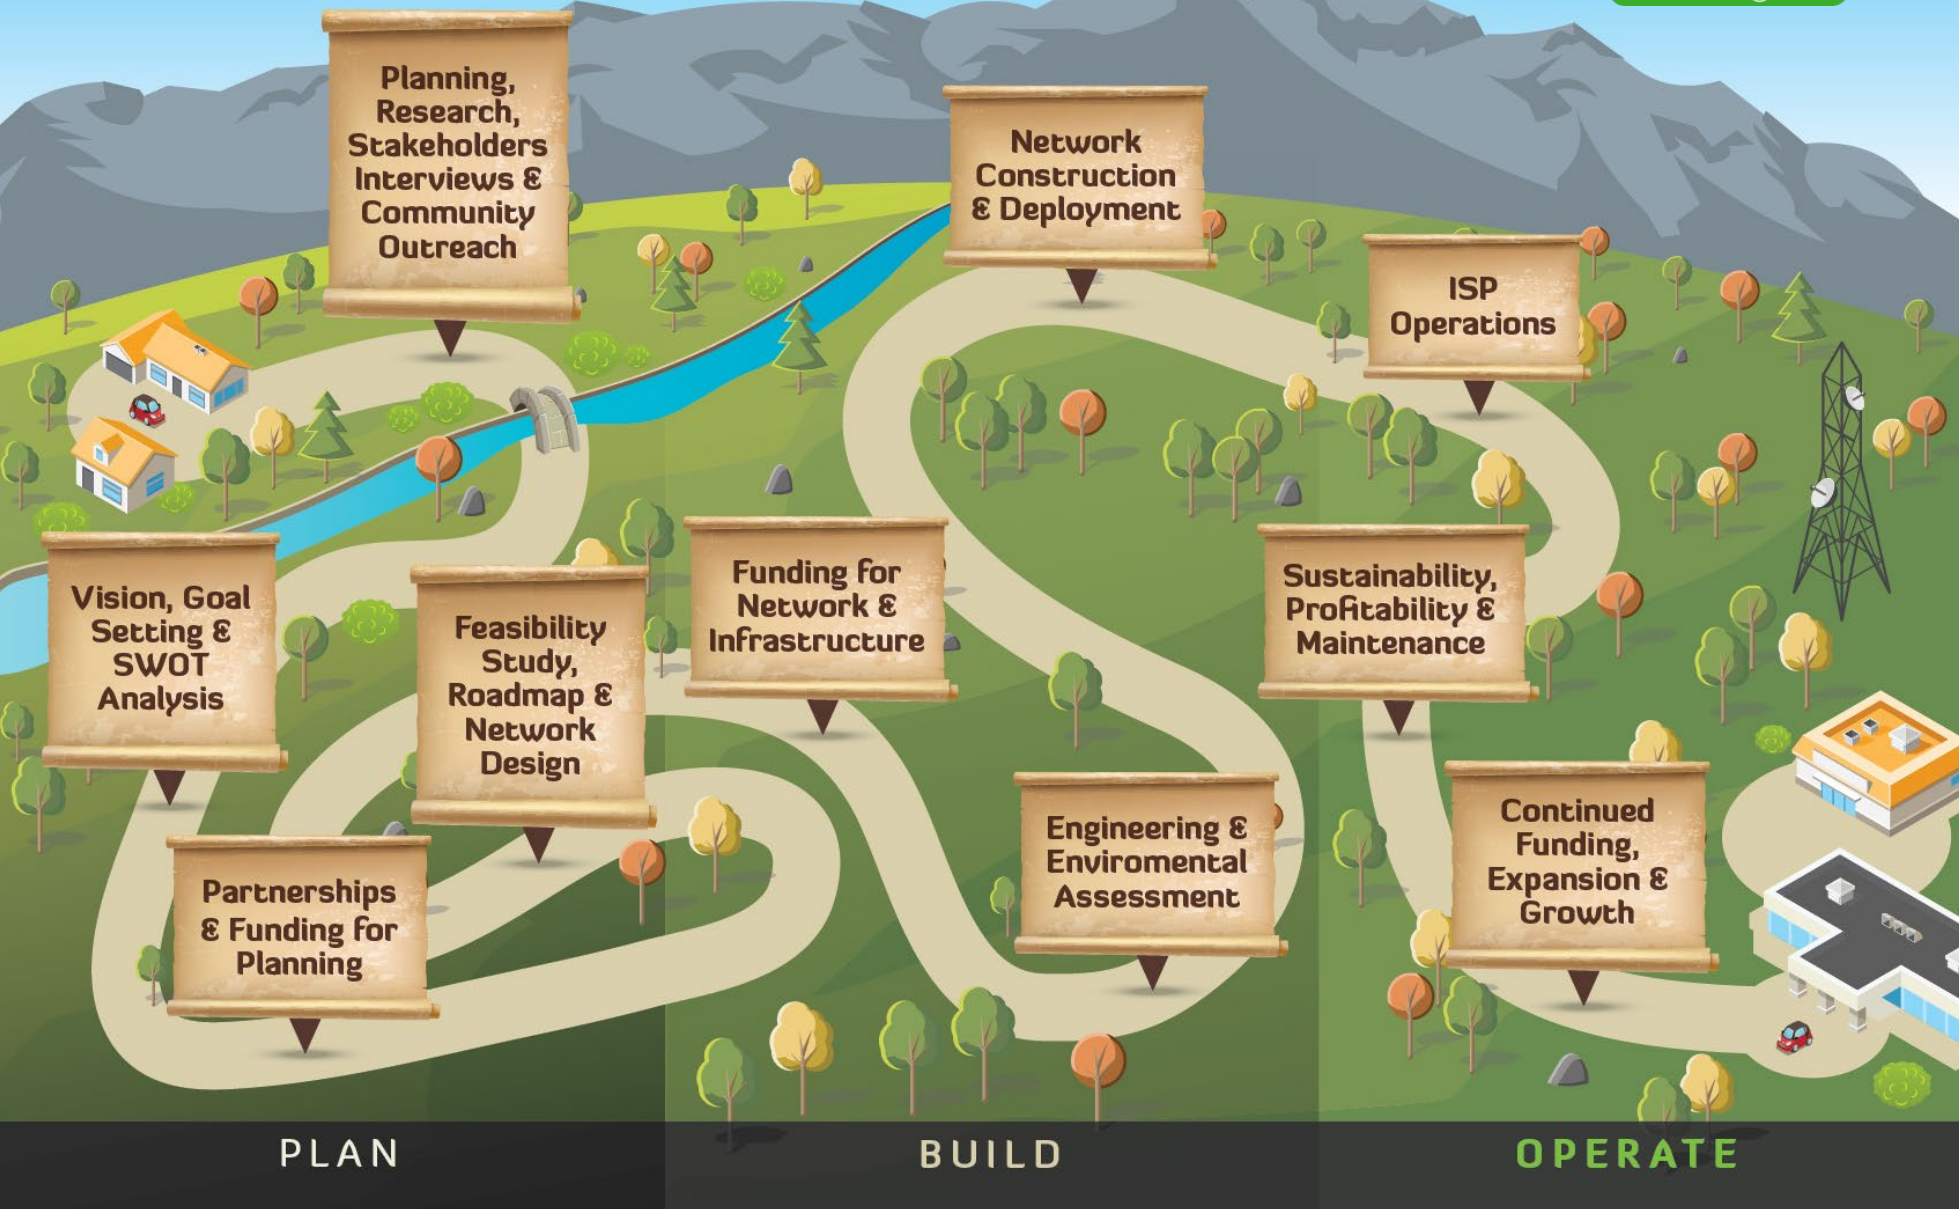 Planning,
Research,
Stakeholders
Interviews &
Community
Outreach
Vision, Goal
Setting &
SWOT
Analysis
Partnerships
& Funding for
Planning
Feasibility
Study,
Roadmap &
Network
Design
Funding for
Network &
Infrastructure
Engineering &
Enviromental
Assessment
Network
Construction
& Deployment
ISP
Operations
Sustainability,
Profitability &
Maintenance
Continued
Funding,
Expansion &
Growth
PLAN
BUILD
OPERATE